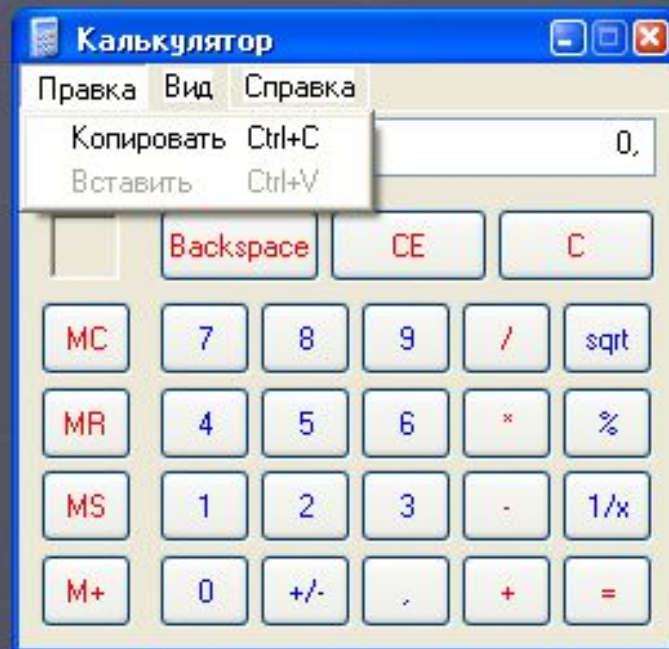 Калькулятор
Правка Вид Справка
Копировать Ctrl+C
Вставить Ctrl+V
0,
Backspace CE C
MC 7 8 9 / sqrt
MR 4 5 6 * %
MS 1 2 3 - 1/x
M+ 0 +/- , + =